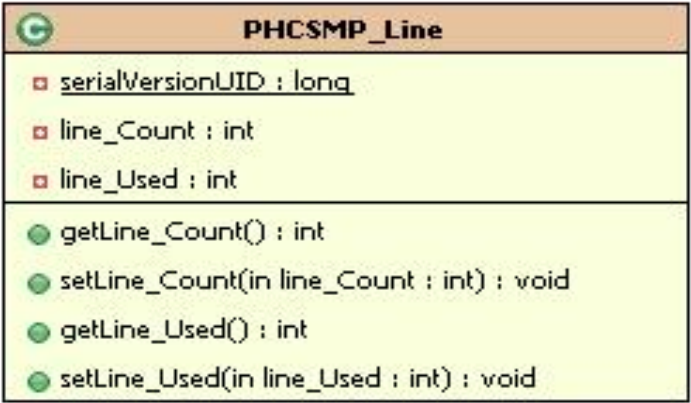 PHCSMP_Line
serialVersionUID : long
line_Count : int
line_Used : int
getLine_Count() : int
setLine_Count(in line_Count : int) : void
getLine_Used() : int
setLine_Used(in line_Used : int) : void